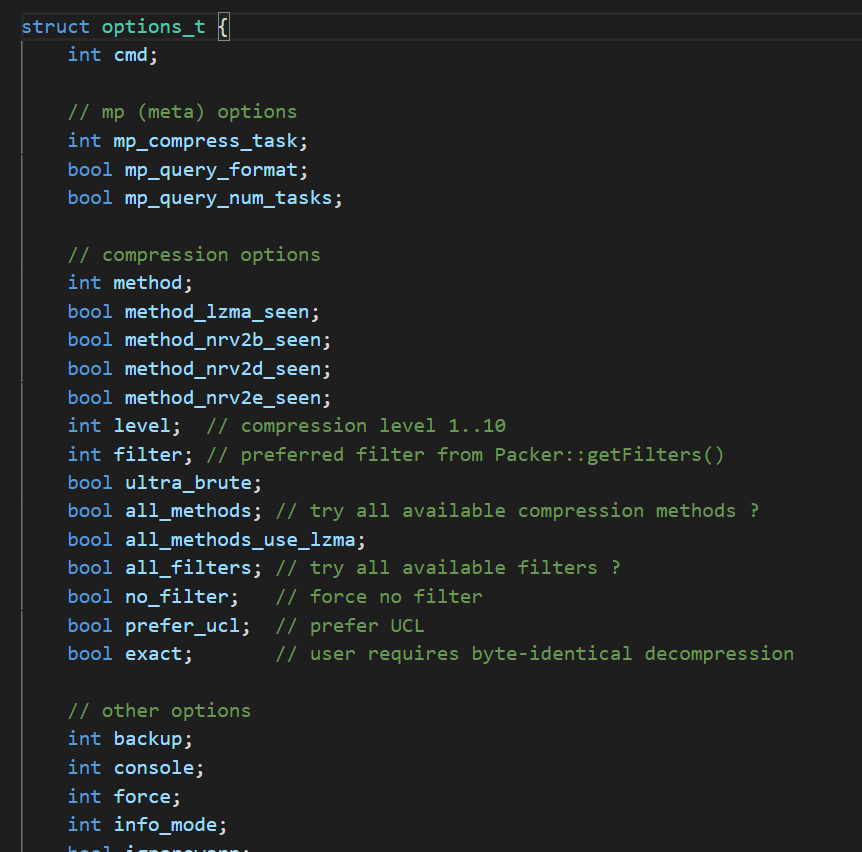 struct options_t {
    int cmd;

    // mp (meta) options
    int mp_compress_task;
    bool mp_query_format;
    bool mp_query_num_tasks;

    // compression options
    int method;
    bool method_lzma_seen;
    bool method_nrv2b_seen;
    bool method_nrv2d_seen;
    bool method_nrv2e_seen;
    int level;  // compression level 1..10
    int filter; // preferred filter from Packer::getFilters()
    bool ultra_brute;
    bool all_methods; // try all available compression methods ?
    bool all_methods_use_lzma;
    bool all_filters; // try all available filters ?
    bool no_filter;   // force no filter
    bool prefer_ucl;  // prefer UCL
    bool exact;       // user requires byte-identical decompression

    // other options
    int backup;
    int console;
    int force;
    int info_mode;
    bool